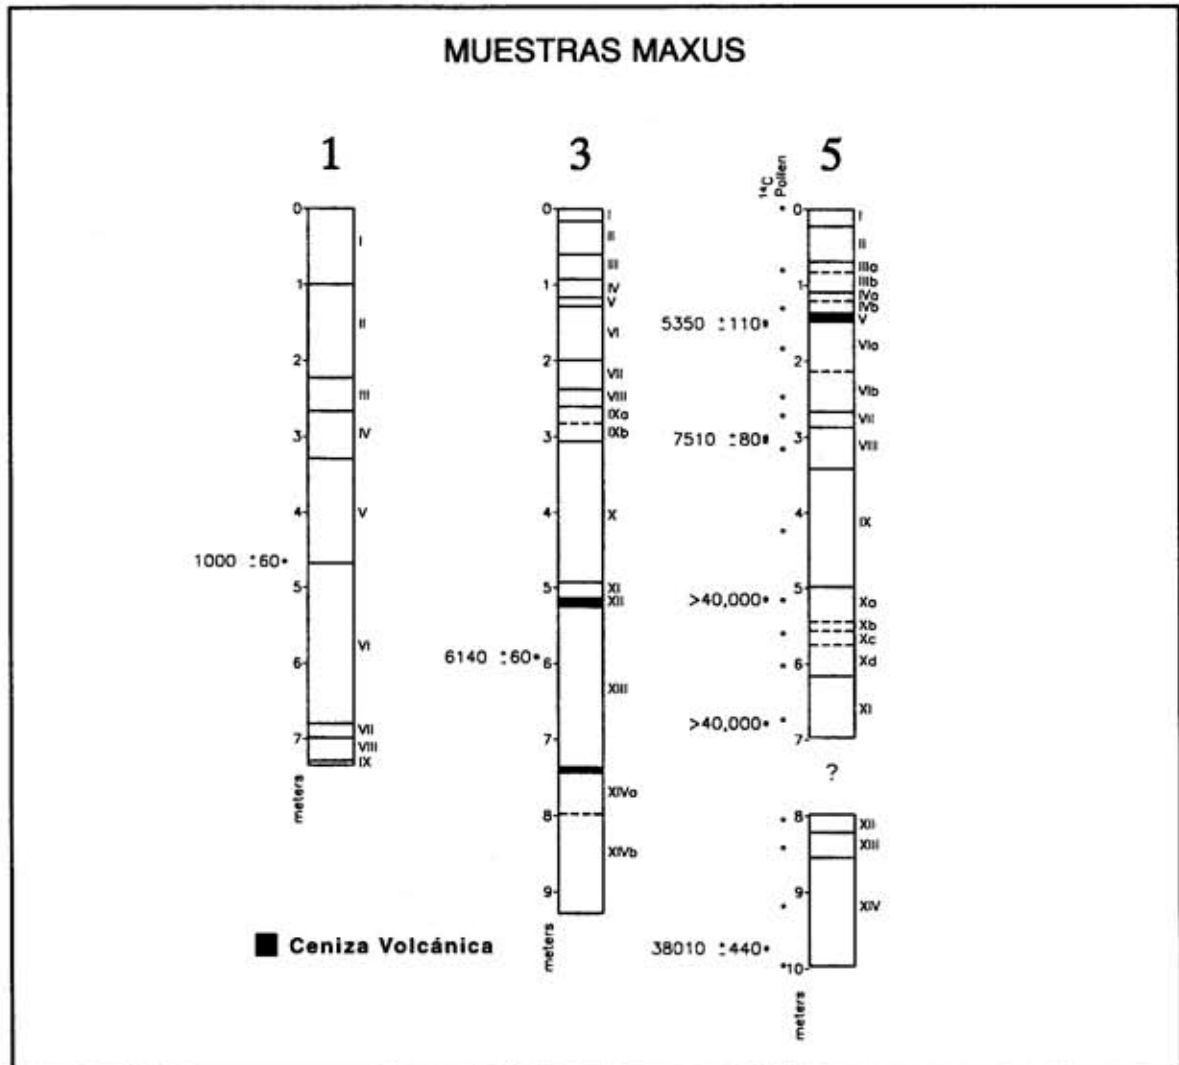 MUESTRAS MAXUS
1
0
1
2
3
4
5
6
7
meters
I
II
III
IV
V
VI
VII
VIII
IX
1000 ±60
3
0
1
2
3
4
5
6
7
8
9
meters
I
II
III
IV
V
VI
VII
VIII
IXa
IXb
X
XI
XII
XIII
XIVa
XIVb
6140 ±60
5
14C
Pollen
0
1
2
3
4
5
6
7
?
8
9
10
meters
I
II
IIIa
IIIb
IVa
IVb
V
VIa
VIb
VII
VIII
IX
Xa
Xb
Xc
Xd
XI
XII
XIII
XIV
5350 ±110
7510 ±80
>40,000
>40,000
38010 ±440
Ceniza Volcánica